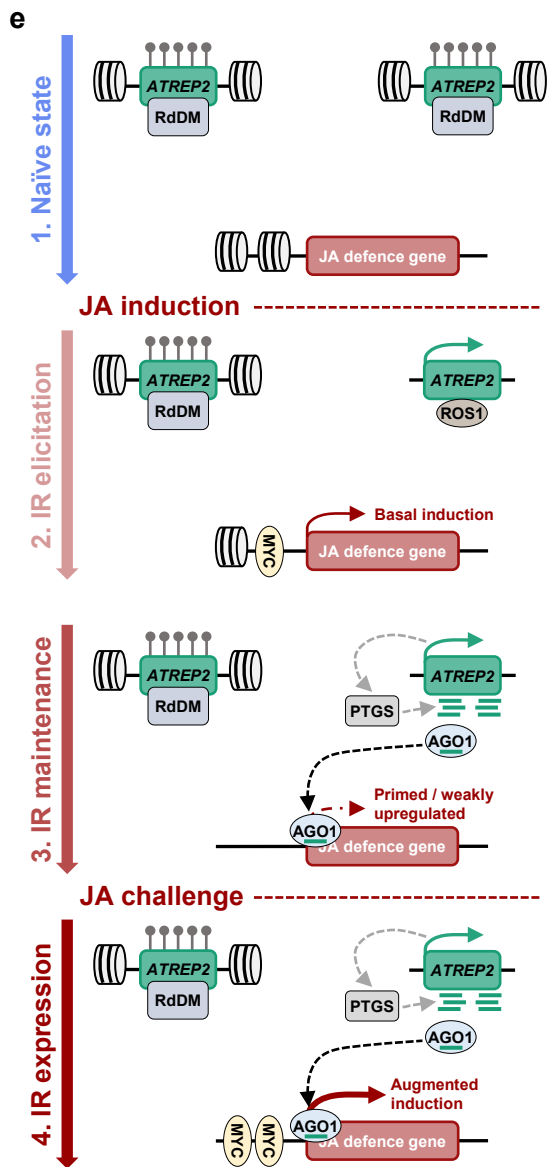 e
1. Naïve state
ATREP2
RdDM
ATREP2
RdDM
JA defence gene
JA induction
2. IR elicitation
ATREP2
RdDM
ATREP2
ROS1
Basal induction
MYC
JA defence gene
3. IR maintenance
ATREP2
RdDM
ATREP2
PTGS
AGO1
Primed / weakly
upregulated
AGO1
JA defence gene
JA challenge
4. IR expression
ATREP2
RdDM
ATREP2
PTGS
AGO1
Augmented
induction
MYC
MYC
AGO1
JA defence gene